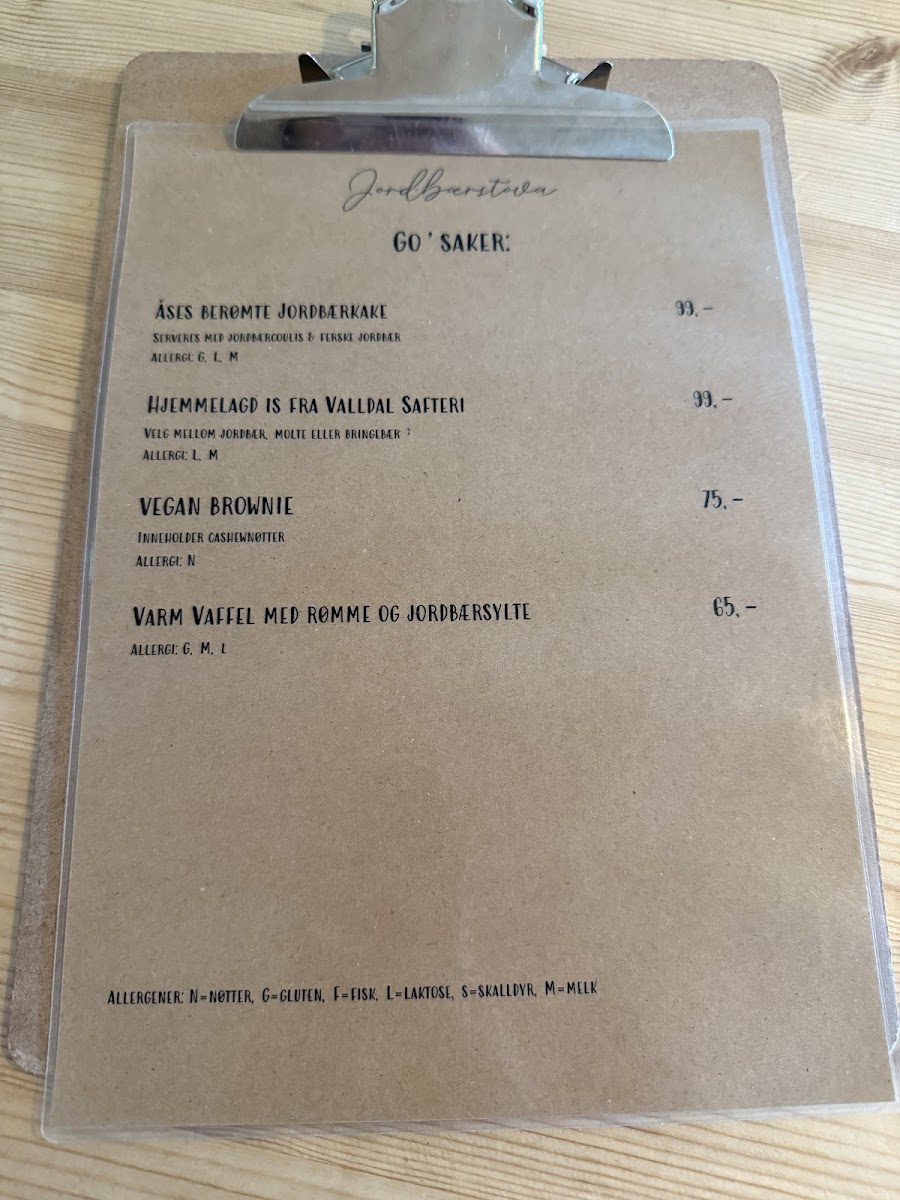 Jordbærstova
Go'saker:
Åses berømte Jordbærkake 99,-
Serveres med jordbærcoulis & ferske jordbær
Allergi: G, L, M
Hjemmelagd is fra Valldal Safteri 99,-
Velg mellom jordbær, molte eller bringebær
Allergi: L, M
Vegan brownie 75,-
Inneholder cashewnøtter
Allergi: N
Varm Vaffel med rømme og jordbærsylte 65,-
Allergi: G, M, L
Allergener: N=nøtter, G=gluten, F=fisk, L=laktose, S=skalldyr, M=melk